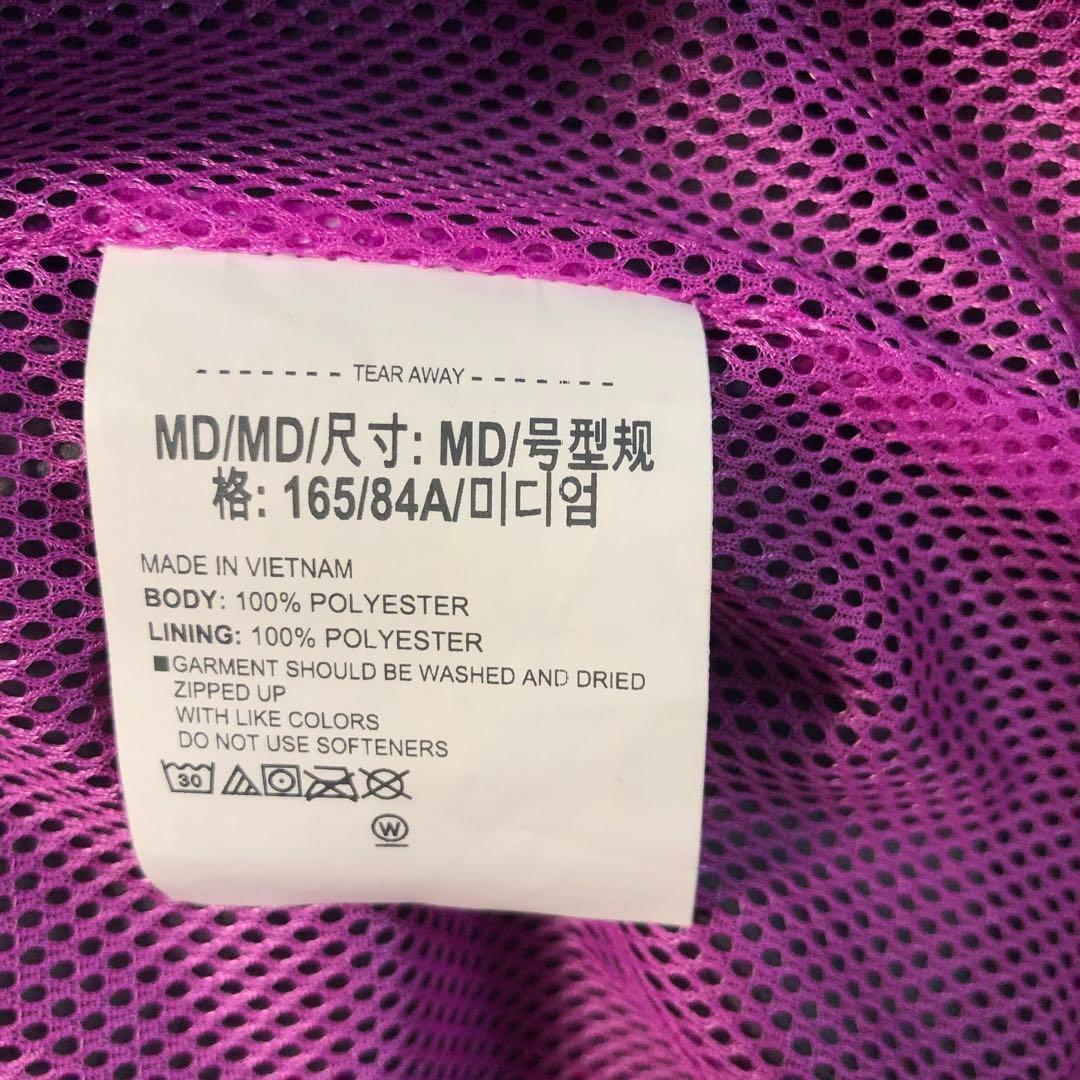 ------- TEAR AWAY -------
MD/MD/尺寸: MD/号型规
格: 165/84A/미디엄
MADE IN VIETNAM
BODY: 100% POLYESTER
LINING: 100% POLYESTER
■GARMENT SHOULD BE WASHED AND DRIED
ZIPPED UP
WITH LIKE COLORS
DO NOT USE SOFTENERS
30
W